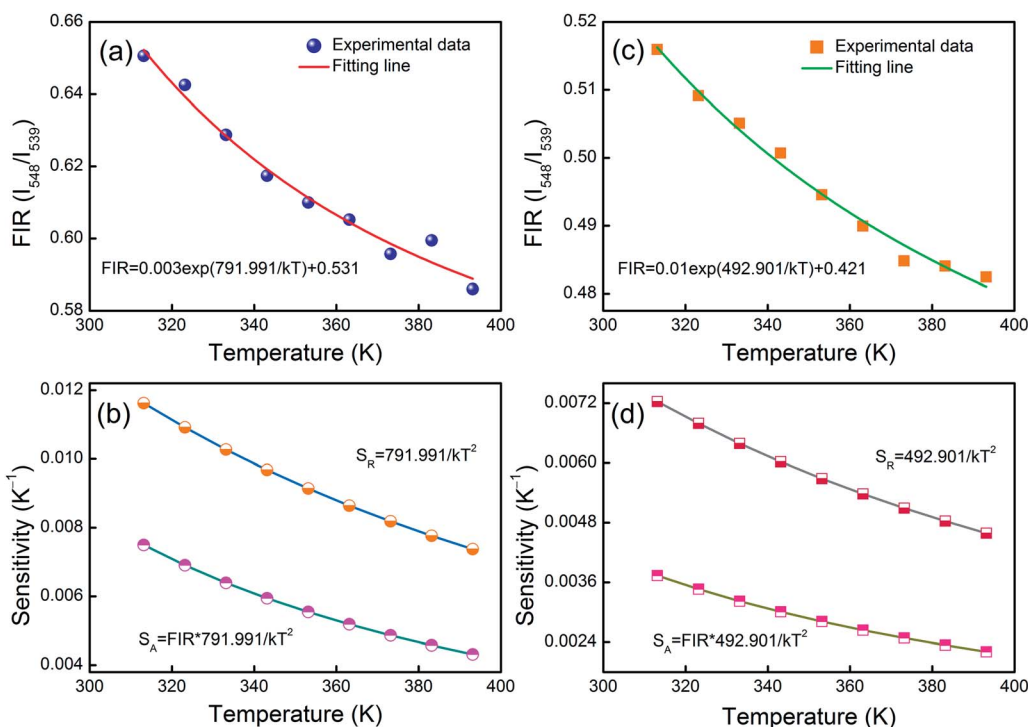 (a)
Experimental data
Fitting line
FIR=0.003exp(791.991/kT)+0.531
FIR (I548/I539)
0.66
0.64
0.62
0.60
0.58
300 320 340 360 380 400
Temperature (K)
(c)
Experimental data
Fitting line
FIR=0.01exp(492.901/kT)+0.421
FIR (I548/I539)
0.52
0.51
0.50
0.49
0.48
300 320 340 360 380 400
Temperature (K)
(b)
SR=791.991/kT²
SA=FIR*791.991/kT²
Sensitivity (K⁻¹)
0.012
0.010
0.008
0.006
0.004
300 320 340 360 380 400
Temperature (K)
(d)
SR=492.901/kT²
SA=FIR*492.901/kT²
Sensitivity (K⁻¹)
0.0072
0.0060
0.0048
0.0036
0.0024
300 320 340 360 380 400
Temperature (K)